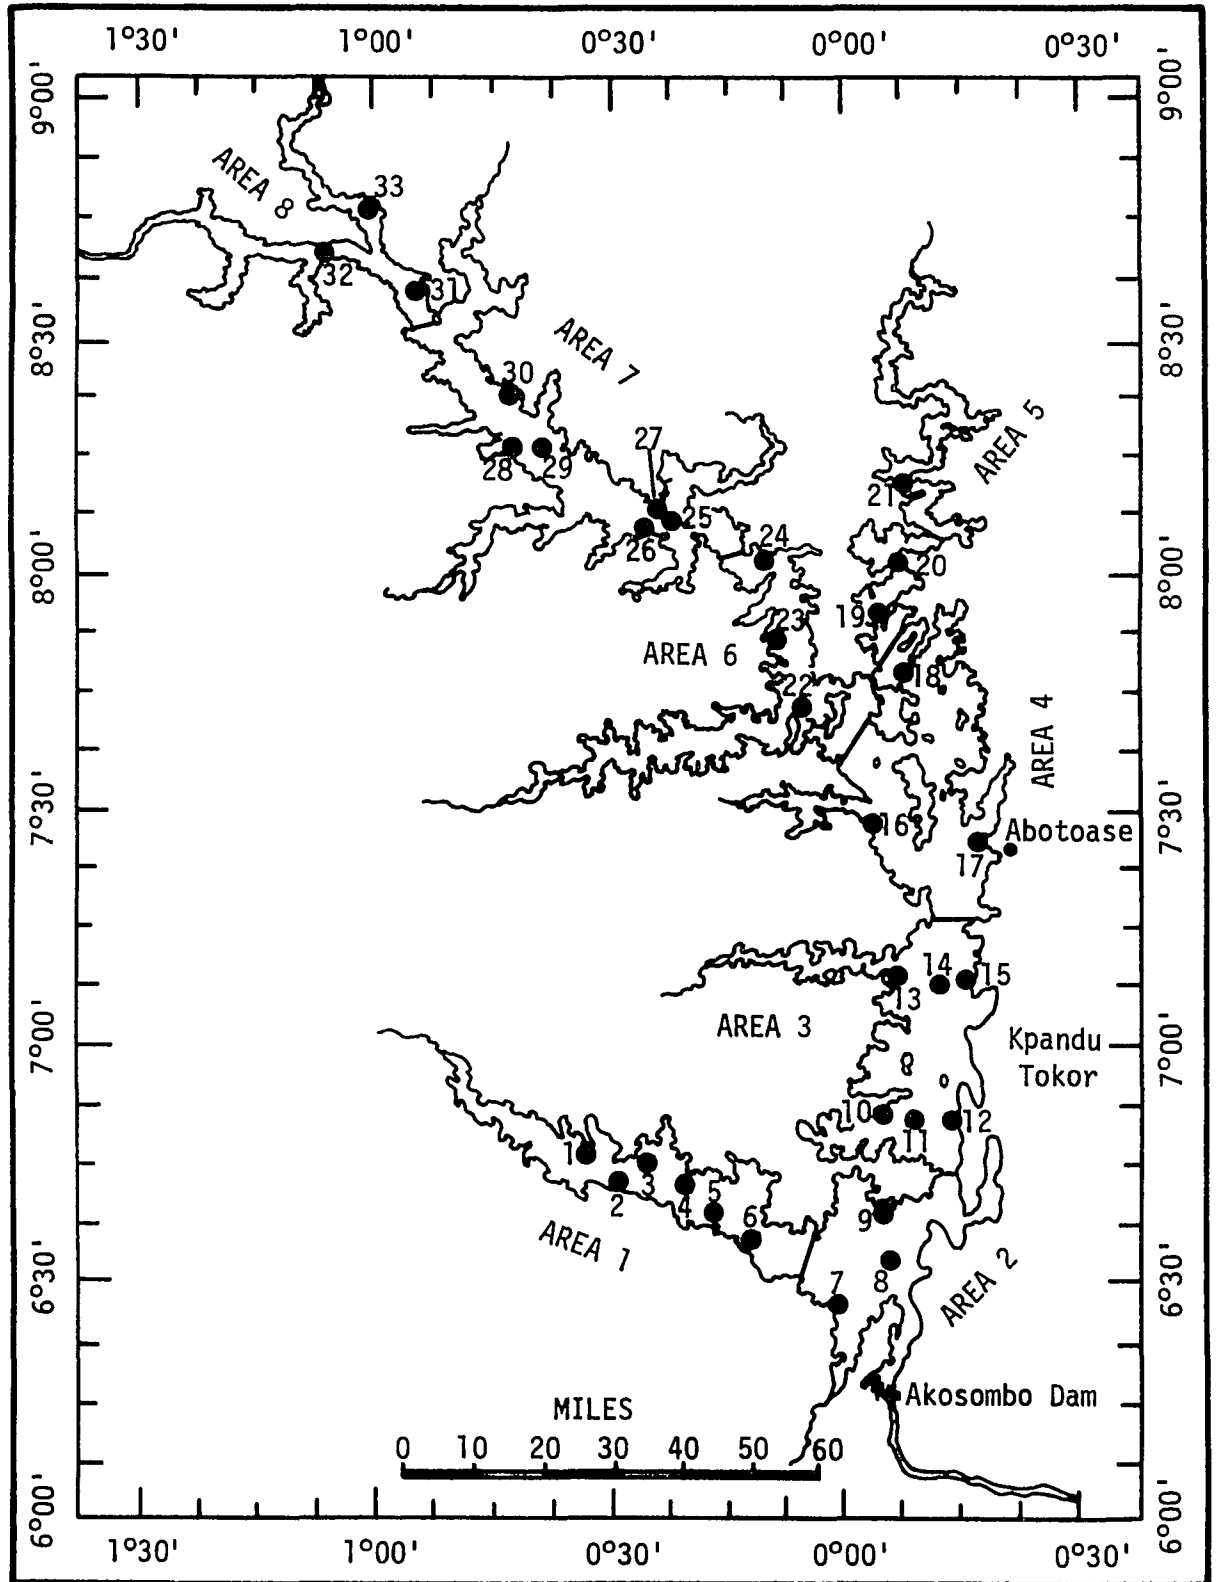 1°30' 1°00' 0°30' 0°00' 0°30'
9°00' 9°00'
AREA 8
33
32
31
8°30' 8°30'
AREA 7
30
AREA 5
27
28 29
21
25
26
24
20
8°00' 8°00'
19
23
AREA 6
18
22
AREA 4
7°30' 7°30'
16
Abotoase
17
14 15
13
AREA 3
7°00' 7°00'
Kpandu
Tokor
10 11 12
1 2 3 4 5 6
9
AREA 1
8
7
AREA 2
6°30' 6°30'
Akosombo Dam
MILES
0 10 20 30 40 50 60
6°00' 6°00'
1°30' 1°00' 0°30' 0°00' 0°30'